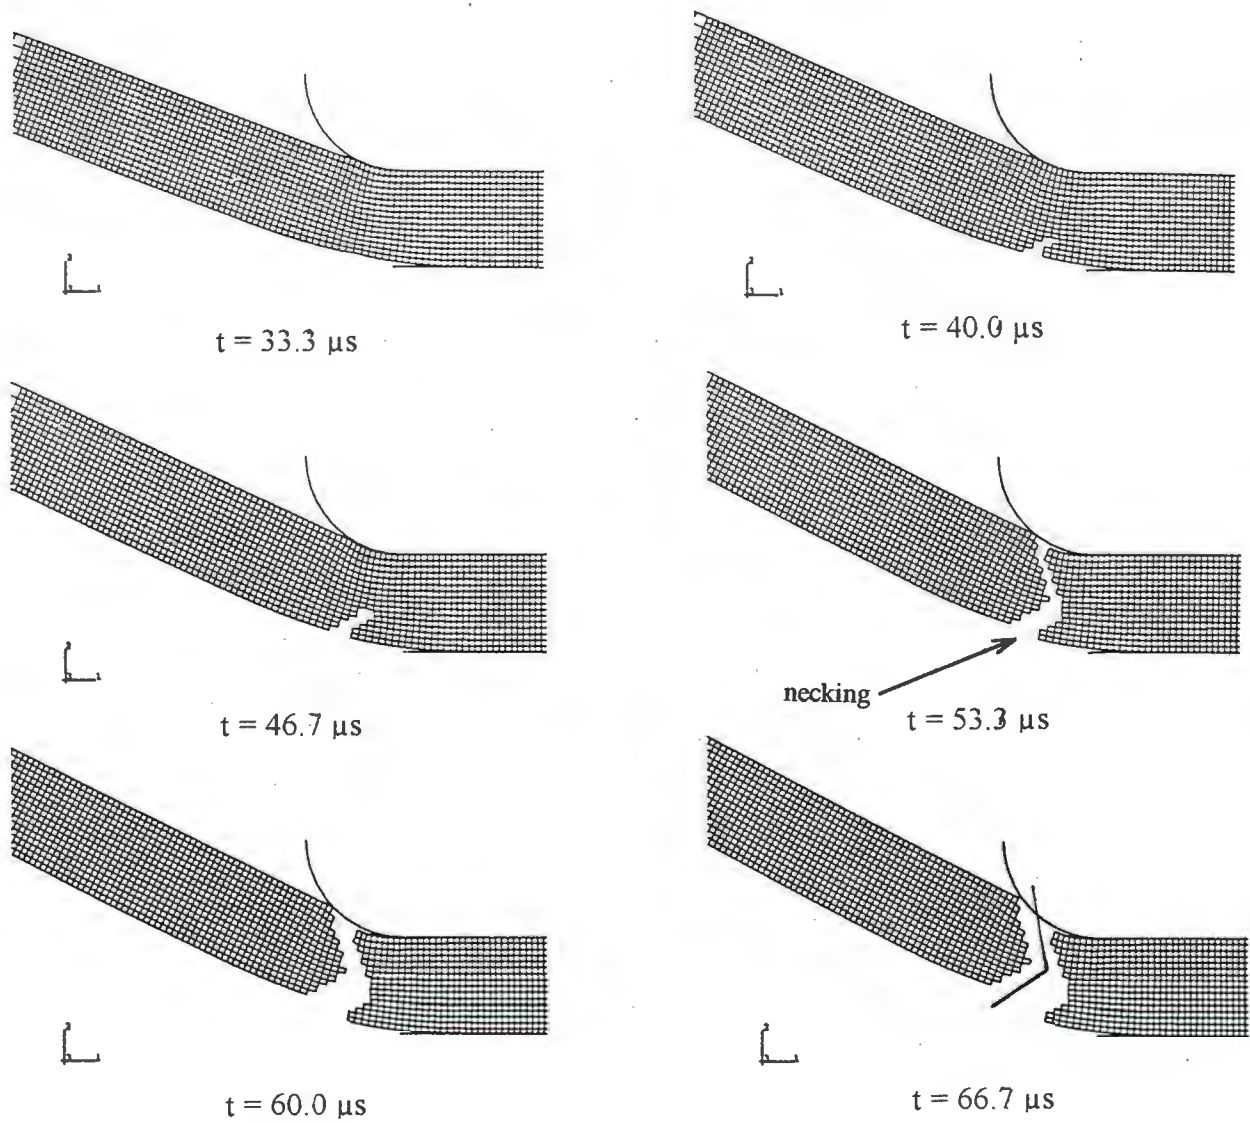 t = 33.3 μs
t = 40.0 μs
t = 46.7 μs
necking
t = 53.3 μs
t = 60.0 μs
t = 66.7 μs